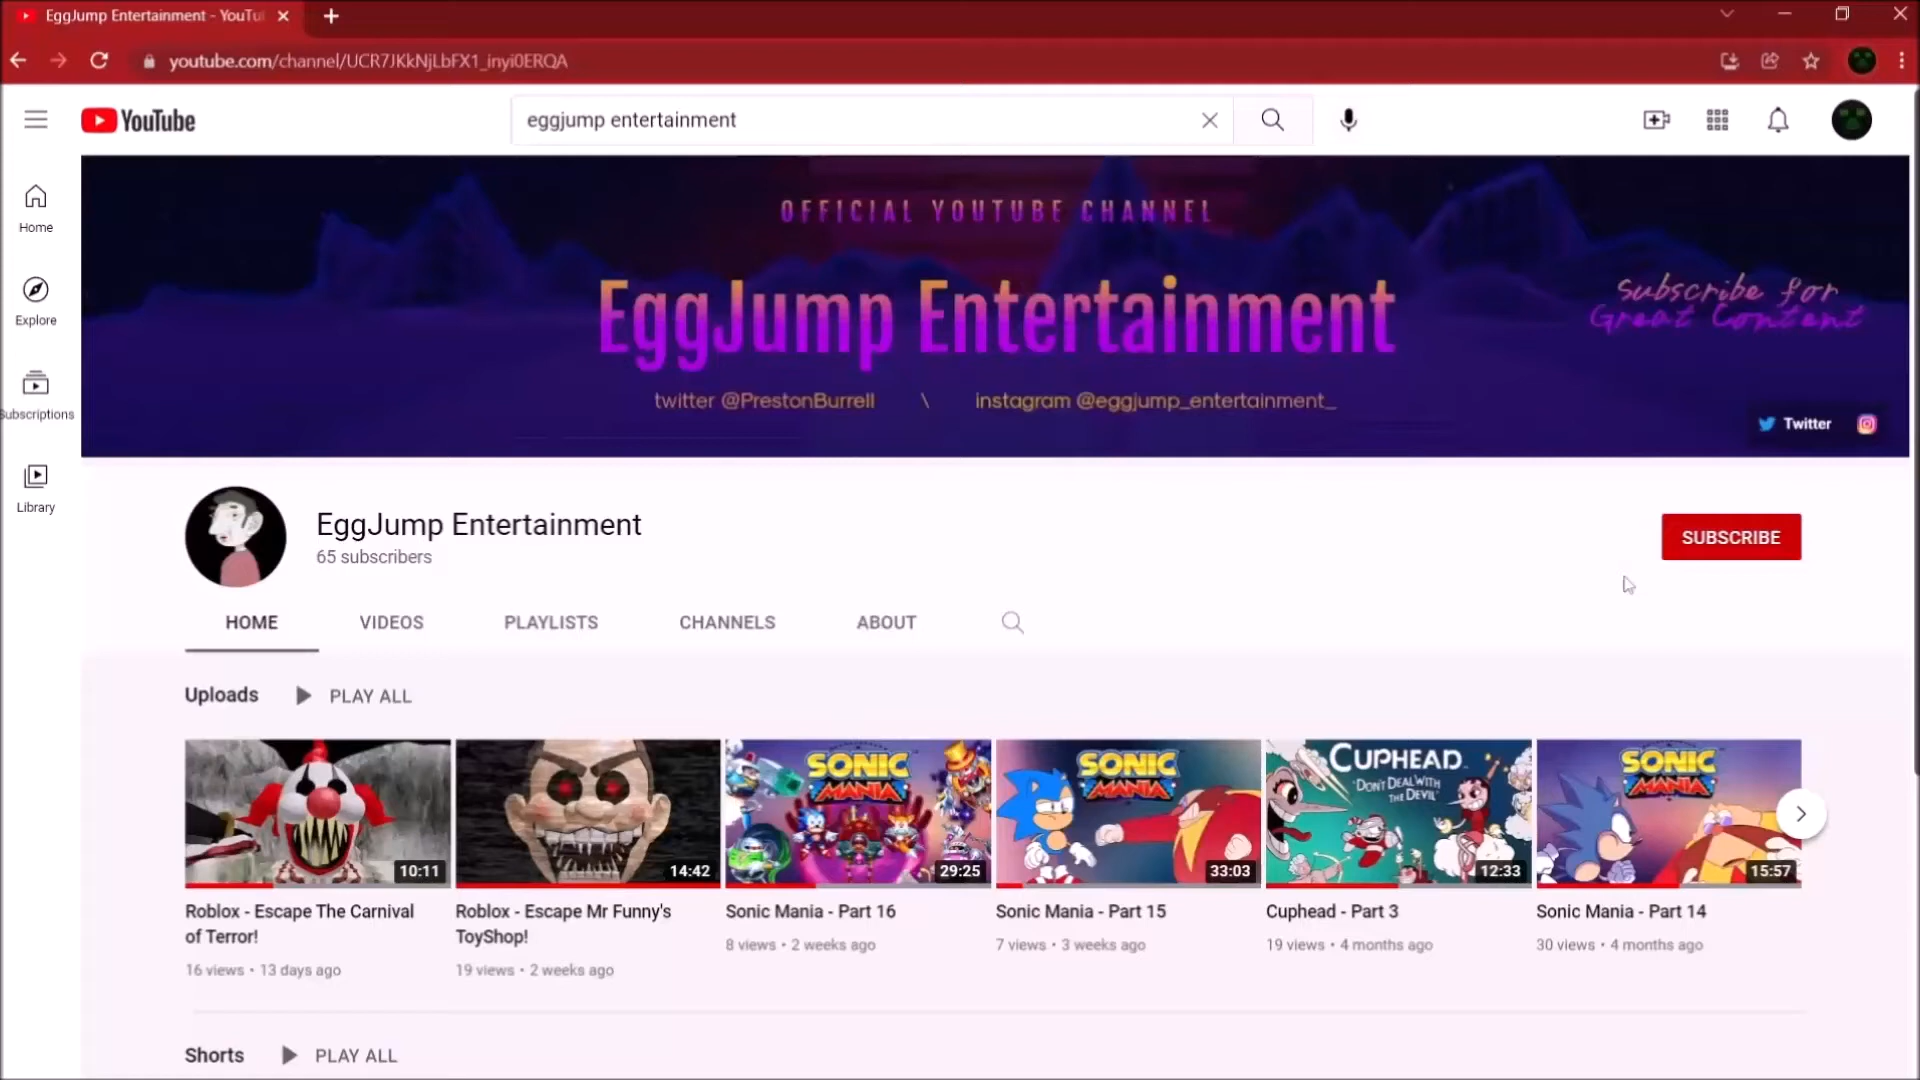 EggJump Entertainment - YouTu
youtube.com/channel/UCR7JKkNjLbFX1_inyi0ERQA
YouTube
eggjump entertainment
Home
Explore
Subscriptions
Library
OFFICIAL YOUTUBE CHANNEL
EggJump Entertainment
twitter @PrestonBurrell \ instagram @eggjump_entertainment_
Subscribe for
Great Content
Twitter
EggJump Entertainment
65 subscribers
SUBSCRIBE
HOME VIDEOS PLAYLISTS CHANNELS ABOUT
Uploads PLAY ALL
SONIC MANIA
SONIC MANIA
CUPHEAD
"DON'T DEAL WITH THE DEVIL"
SONIC MANIA
10:11 14:42 29:25 33:03 12:33 15:57
Roblox - Escape The Carnival
of Terror!
16 views • 13 days ago
Roblox - Escape Mr Funny's
ToyShop!
19 views • 2 weeks ago
Sonic Mania - Part 16
8 views • 2 weeks ago
Sonic Mania - Part 15
7 views • 3 weeks ago
Cuphead - Part 3
19 views • 4 months ago
Sonic Mania - Part 14
30 views • 4 months ago
Shorts PLAY ALL